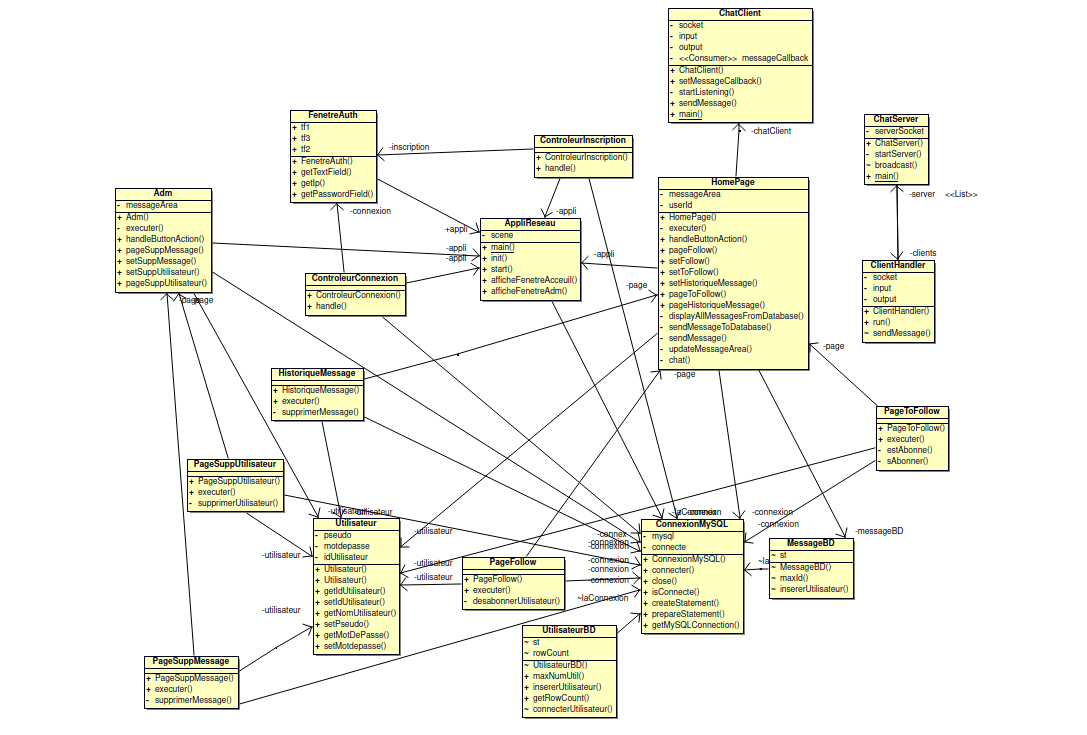 ChatClient
- socket
- input
- output
- <<Consumer>> messageCallback
+ ChatClient()
+ setMessageCallback()
- startListening()
+ sendMessage()
+ main()
-chatClient
FenetreAuth
+ tf1
+ tf3
+ tf2
+ FenetreAuth()
+ getTextField()
+ getIp()
+ getPasswordField()
-inscription
-connexion
ControleurInscription
+ ControleurInscription()
+ handle()
-appli
ChatServer
- serverSocket
+ ChatServer()
- startServer()
~ broadcast()
+ main()
-server <<List>>
-clients
Adm
- messageArea
+ Adm()
- executer()
+ handleButtonAction()
+ pageSuppMessage()
+ setSuppMessage()
+ setSuppUtilisateur()
+ pageSuppUtilisateur()
HomePage
- messageArea
- userId
+ HomePage()
- executer()
+ handleButtonAction()
+ pageFollow()
+ setFollow()
+ setToFollow()
+ setHistoriqueMessage()
+ pageToFollow()
+ pageHistoriqueMessage()
- displayAllMessagesFromDatabase()
- sendMessageToDatabase()
- sendMessage()
- updateMessageArea()
- chat()
AppliReseau
- scene
+ main()
+ init()
+ start()
+ afficheFenetreAcceuil()
+ afficheFenetreAdm()
+appli
-appli
-appli
-appli
ControleurConnexion
+ ControleurConnexion()
+ handle()
ClientHandler
- socket
- input
- output
+ ClientHandler()
+ run()
~ sendMessage()
-page
-page
-page
HistoriqueMessage
+ HistoriqueMessage()
+ executer()
- supprimerMessage()
PageToFollow
+ PageToFollow()
+ executer()
- estAbonne()
- sAbonner()
PageSuppUtilisateur
+ PageSuppUtilisateur()
+ executer()
- supprimerUtilisateur()
-utilisateur
-utilisateur
-utilisateur
-utilisateur
-utilisateur
Utilisateur
- pseudo
- motdepasse
- idUtilisateur
+ Utilisateur()
+ Utilisateur()
+ getIdUtilisateur()
+ setIdUtilisateur()
+ getNomUtilisateur()
+ setPseudo()
+ getMotDePasse()
+ setMotdepasse()
-connexion
-connexion
-connexion
-connexion
connexion
~laConnexion
ConnexionMySQL
- mysql
- connecte
+ ConnexionMySQL()
+ connecter()
+ close()
+ isConnecte()
+ createStatement()
+ prepareStatement()
+ getMySQLConnection()
-messageBD
MessageBD
~ st
~ MessageBD()
~ maxId()
~ insererUtilisateur()
PageFollow
+ PageFollow()
+ executer()
- desabonnerUtilisateur()
UtilisateurBD
~ st
~ rowCount
~ UtilisateurBD()
+ maxNumUtil()
+ insererUtilisateur()
+ getRowCount()
~ connecterUtilisateur()
PageSuppMessage
+ PageSuppMessage()
+ executer()
- supprimerMessage()